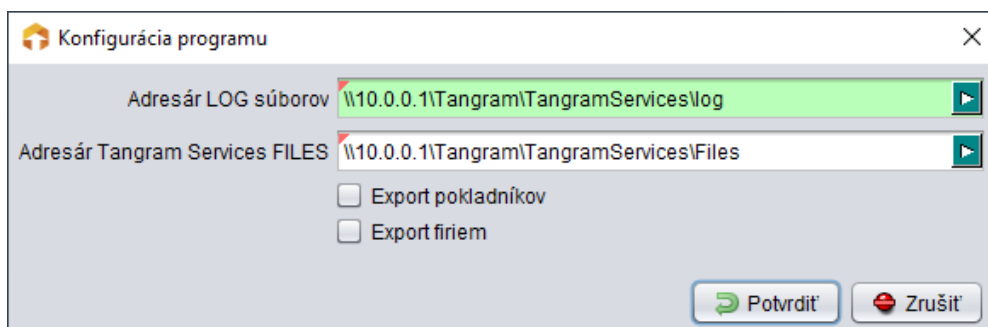 Konfigurácia programu
Adresár LOG súborov \\10.0.0.1\Tangram\TangramServices\log
Adresár Tangram Services FILES \\10.0.0.1\Tangram\TangramServices\Files
Export pokladníkov
Export firiem
Potvrdiť Zrušiť